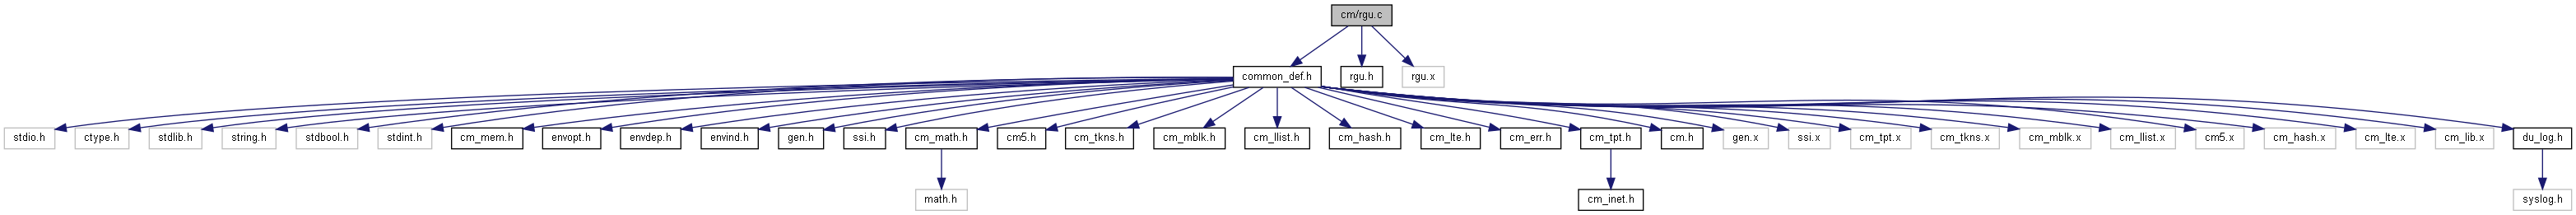 cm/rgu.c
common_def.h
rgu.h
rgu.x
stdio.h
ctype.h
stdlib.h
string.h
stdbool.h
stdint.h
cm_mem.h
envopt.h
envdep.h
envind.h
gen.h
ssi.h
cm_math.h
cm5.h
cm_tkns.h
cm_mblk.h
cm_llist.h
cm_hash.h
cm_lte.h
cm_err.h
cm_tpt.h
cm.h
gen.x
ssi.x
cm_tpt.x
cm_tkns.x
cm_mblk.x
cm_llist.x
cm5.x
cm_hash.x
cm_lte.x
cm_lib.x
du_log.h
math.h
cm_inet.h
syslog.h